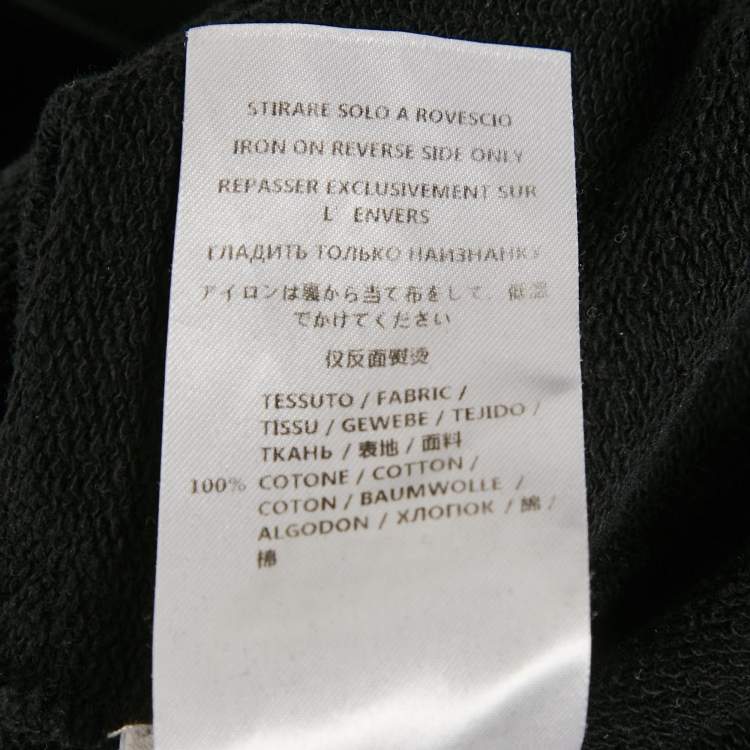 STIRARE SOLO A ROVESCIO
IRON ON REVERSE SIDE ONLY
REPASSER EXCLUSIVEMENT SUR
L' ENVERS
ГЛАДИТЬ ТОЛЬКО НАИЗНАНКУ
アイロンは裏から当て布をして、低温
でかけてください
仅反面熨烫
TESSUTO / FABRIC /
TISSU / GEWEBE / TEJIDO /
ТКАНЬ / 表地 / 面料
100% COTONE / COTTON /
COTON / BAUMWOLLE /
ALGODON / ХЛОПОК / 綿 /
棉